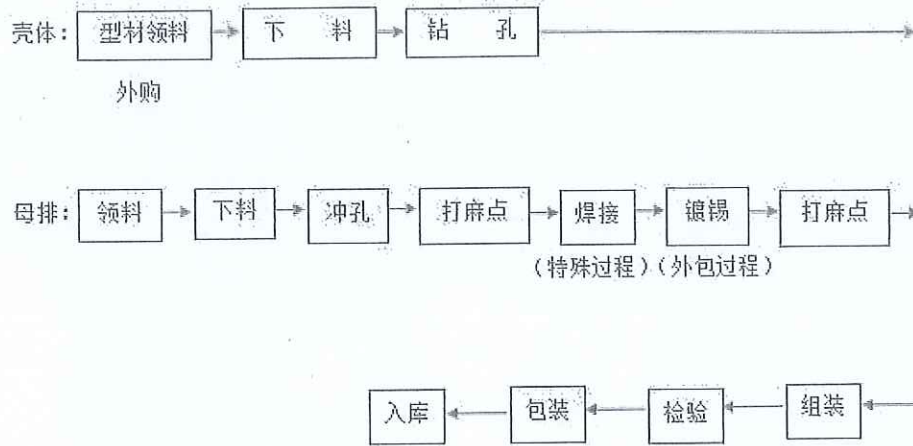 壳体： 型材领料 下 料 钻 孔
外购
母排： 领料 下料 冲孔 打麻点 焊接 镀锡 打麻点
（特殊过程）（外包过程）
入库 包装 检验 组装